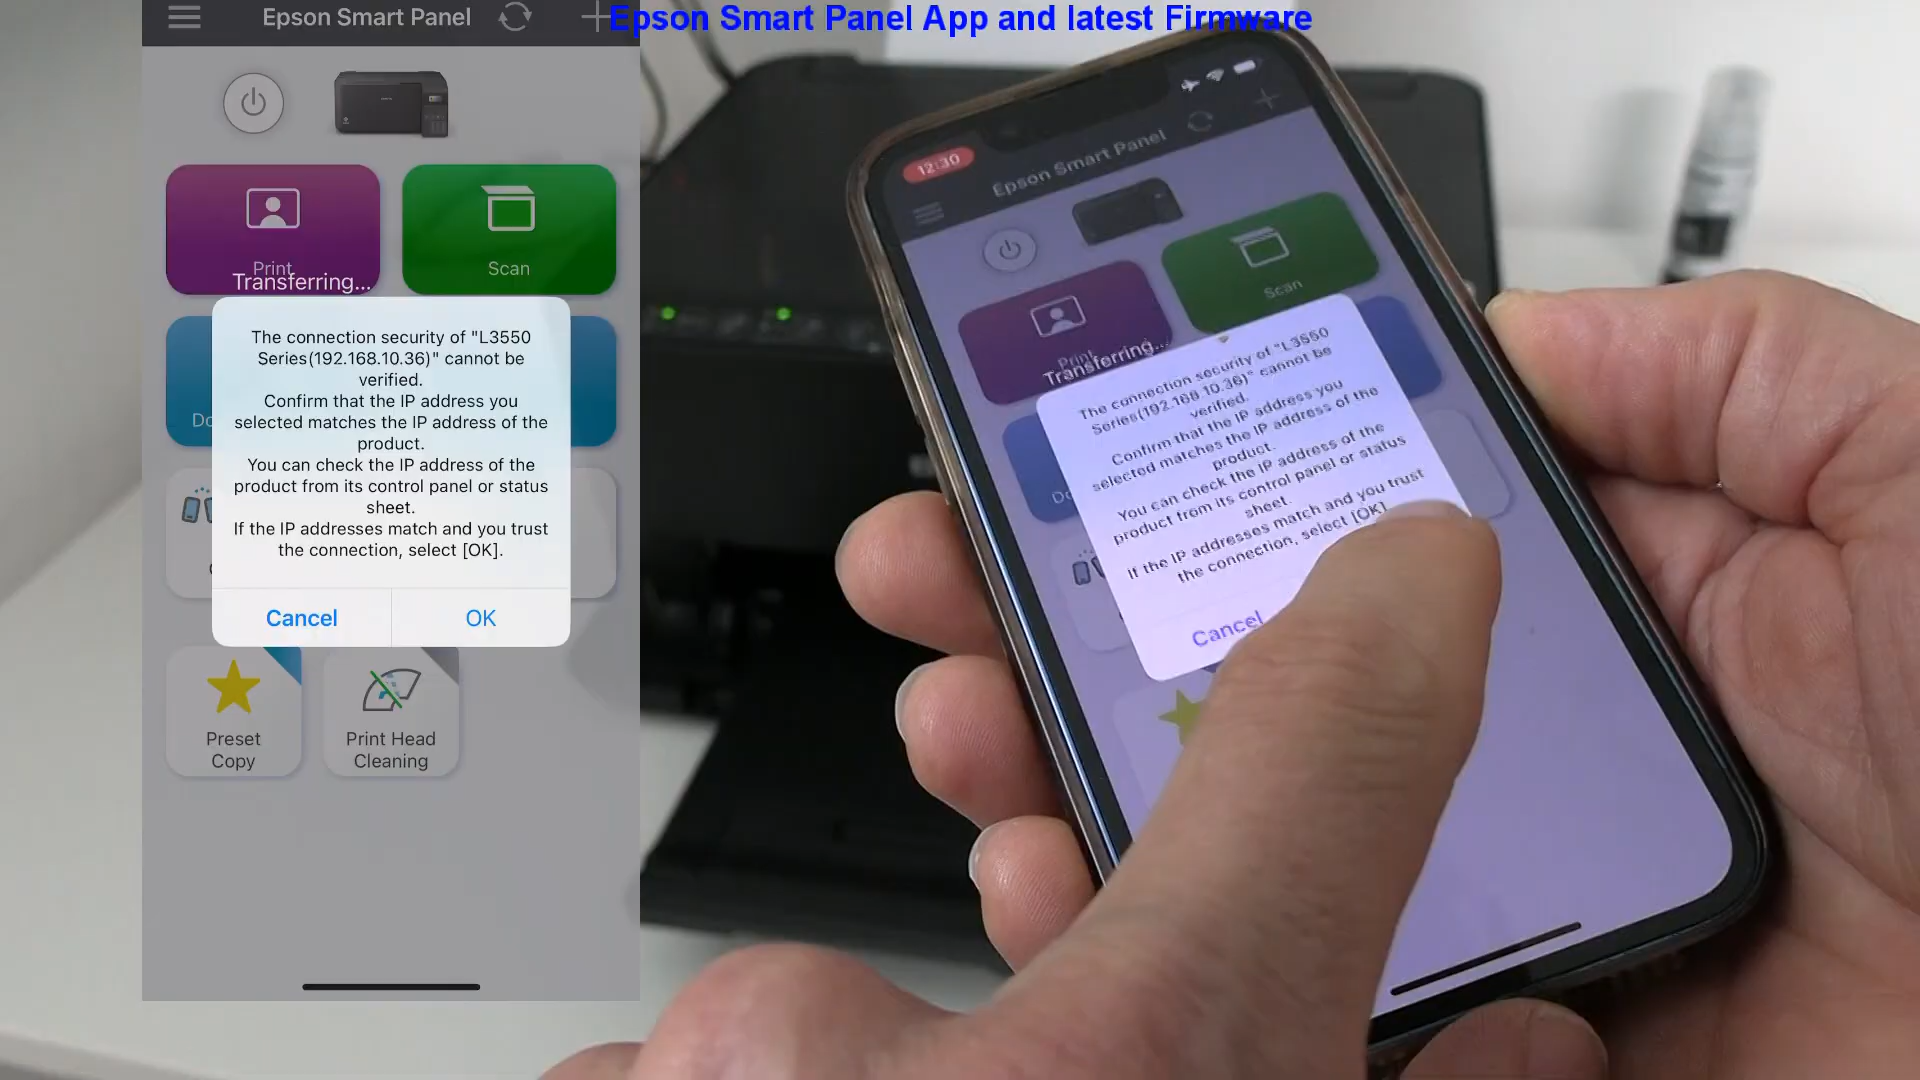 Epson Smart Panel App and latest Firmware
Epson Smart Panel
Print
Scan
Transferring...
The connection security of "L3550
Series(192.168.10.36)" cannot be
verified.
Confirm that the IP address you
selected matches the IP address of the
product.
You can check the IP address of the
product from its control panel or status
sheet.
If the IP addresses match and you trust
the connection, select [OK].
Cancel
OK
Do
Preset
Copy
Print Head
Cleaning
12:30
Epson Smart Panel
Print
Scan
Transferring...
The connection security of "L3550
Series(192.168.10.36)" cannot be
verified.
Confirm that the IP address you
selected matches the IP address of the
product.
You can check the IP address of the
product from its control panel or status
sheet.
If the IP addresses match and you trust
the connection, select [OK]
Cancel
Do